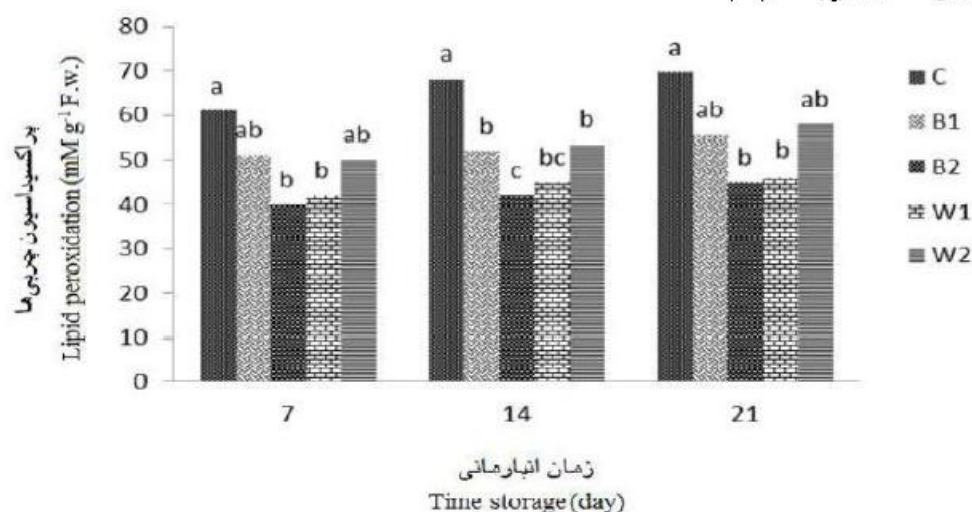 80
70
60
50
40
30
20
10
0
پراکسیداسیون چربی‌ها
Lipid peroxidation (mM g-1 F.w.)
a ab b b ab
a b c bc b
a ab b b ab
7 14 21
زمان انبارمانی
Time storage (day)
C
B1
B2
W1
W2